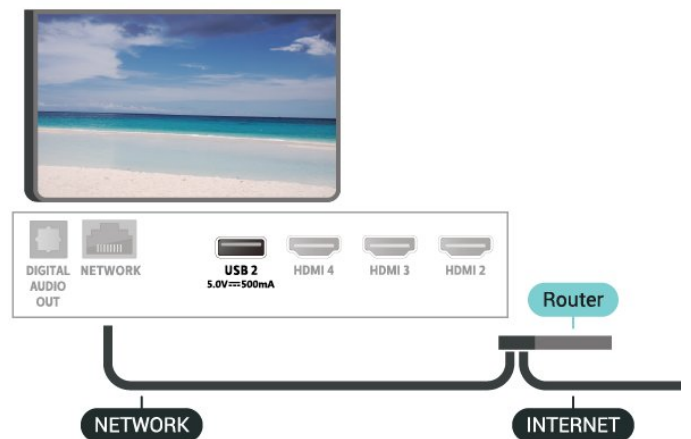 DIGITAL
AUDIO
OUT
NETWORK
USB 2
5.0V⎓500mA
HDMI 4
HDMI 3
HDMI 2
Router
NETWORK
INTERNET